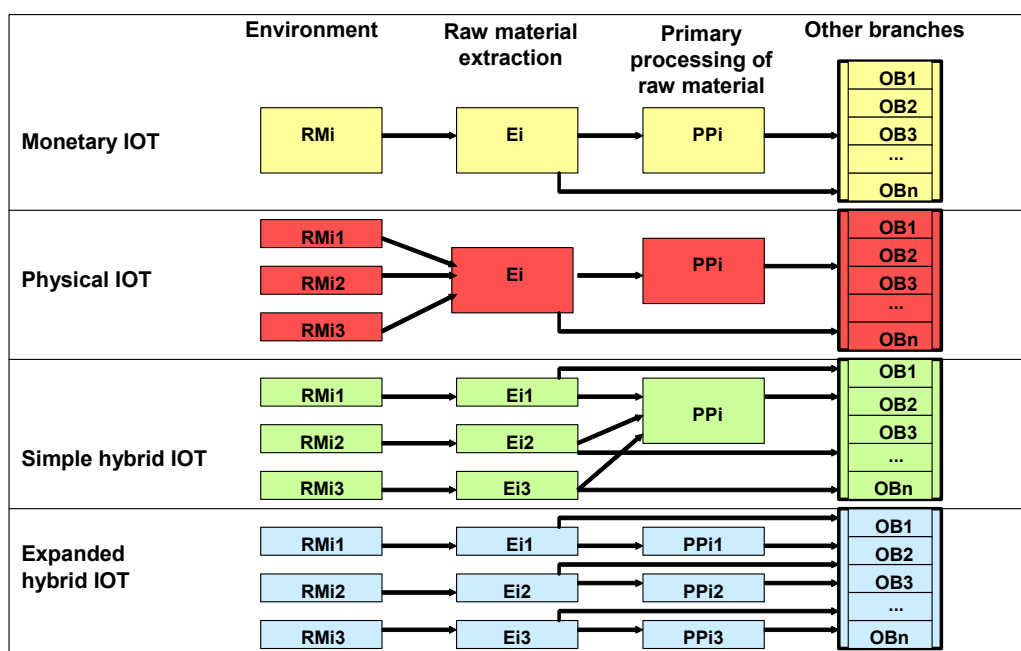 Environment
Raw material
extraction
Primary
processing of
raw material
Other branches
Monetary IOT
RMi
Ei
PPi
OB1
OB2
OB3
...
OBn
Physical IOT
RMi1
RMi2
RMi3
Ei
PPi
OB1
OB2
OB3
...
OBn
Simple hybrid IOT
RMi1
RMi2
RMi3
Ei1
Ei2
Ei3
PPi
OB1
OB2
OB3
...
OBn
Expanded
hybrid IOT
RMi1
RMi2
RMi3
Ei1
Ei2
Ei3
PPi1
PPi2
PPi3
OB1
OB2
OB3
...
OBn